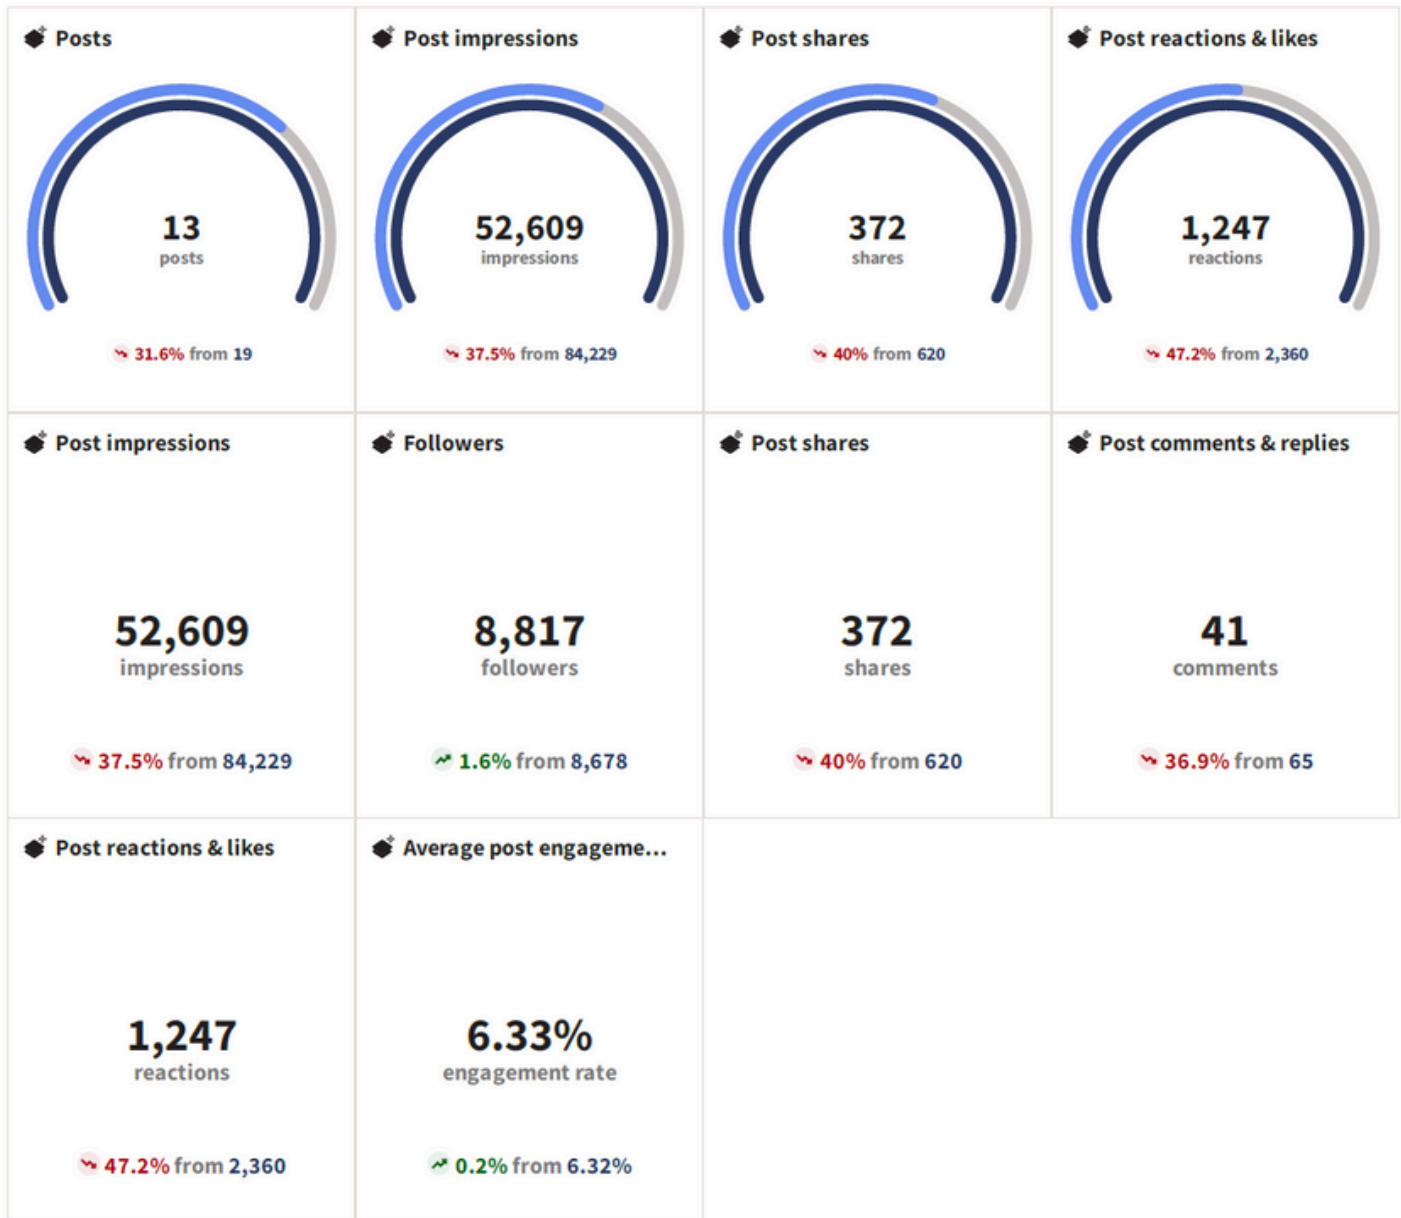 Posts
13
posts
31.6% from 19
Post impressions
52,609
impressions
37.5% from 84,229
Post shares
372
shares
40% from 620
Post reactions & likes
1,247
reactions
47.2% from 2,360
Post impressions
52,609
impressions
37.5% from 84,229
Followers
8,817
followers
1.6% from 8,678
Post shares
372
shares
40% from 620
Post comments & replies
41
comments
36.9% from 65
Post reactions & likes
1,247
reactions
47.2% from 2,360
Average post engageme...
6.33%
engagement rate
0.2% from 6.32%